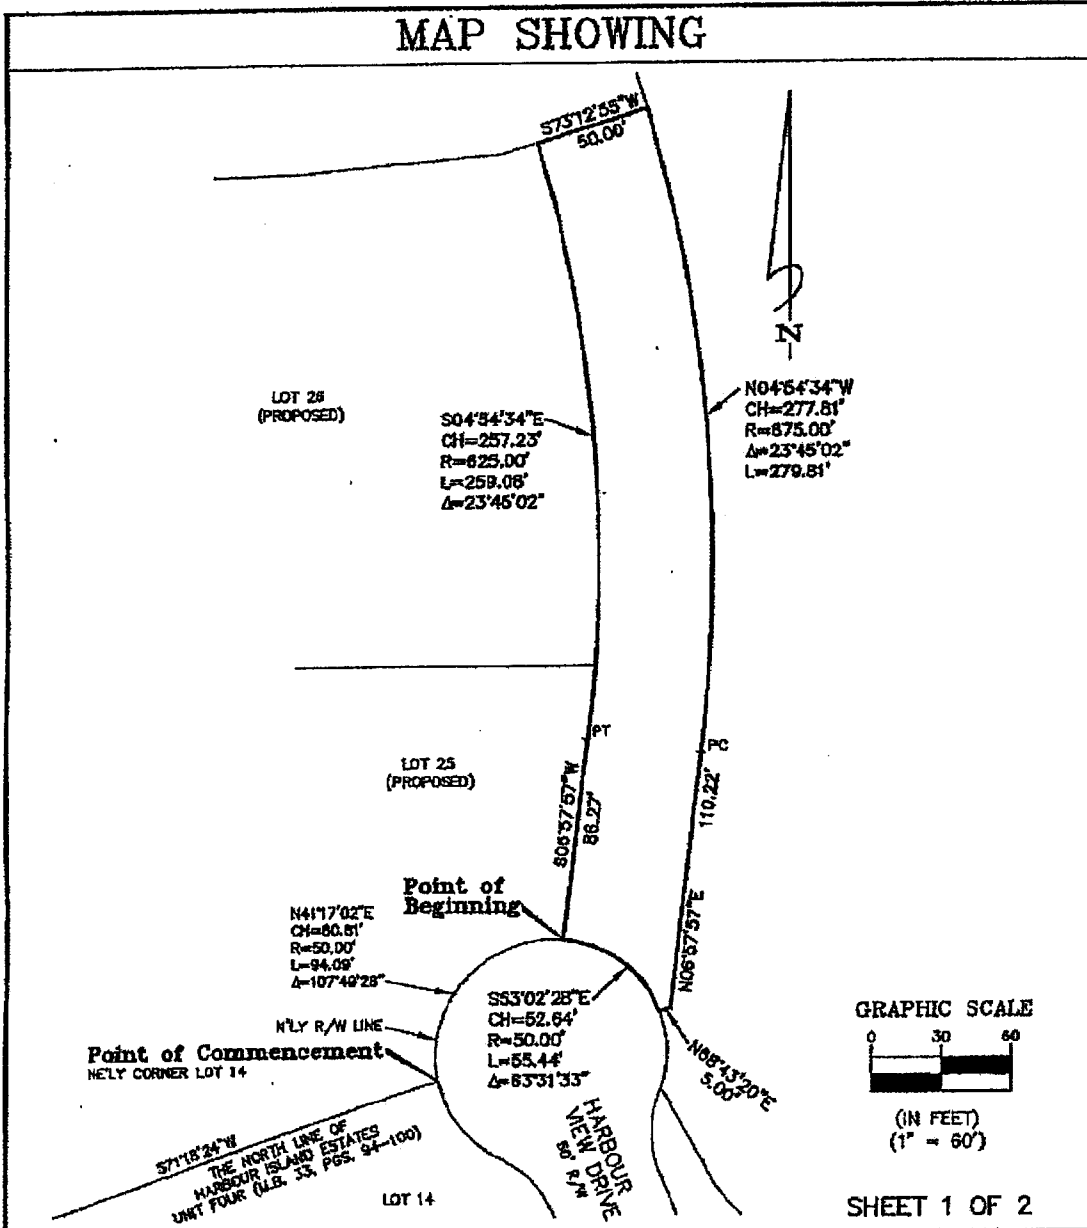 MAP SHOWING
S73°12'55"W
50.00'
N
LOT 26
(PROPOSED)
S04°54'34"E
CH=257.23'
R=625.00'
L=259.08'
Δ=23°45'02"
N04°54'34"W
CH=277.81'
R=675.00'
Δ=23°45'02"
L=279.81'
PT
PC
LOT 25
(PROPOSED)
S06°57'57"W
86.27'
110.22'
N06°57'57"E
Point of
Beginning
N41°17'02"E
CH=80.81'
R=50.00'
L=94.09'
Δ=107°49'28"
N'LY R/W LINE
Point of Commencement
NE'LY CORNER LOT 14
S53°02'28"E
CH=52.64'
R=50.00'
L=55.44'
Δ=63°31'33"
N68°43'20"E
5.00'
GRAPHIC SCALE
0 30 60
(IN FEET)
(1" = 60')
S71°18'24"W
THE NORTH LINE OF
HARBOUR ISLAND ESTATES
UNIT FOUR (M.B. 33, PGS. 94-100)
HARBOUR
VIEW DRIVE
R/W
LOT 14
SHEET 1 OF 2